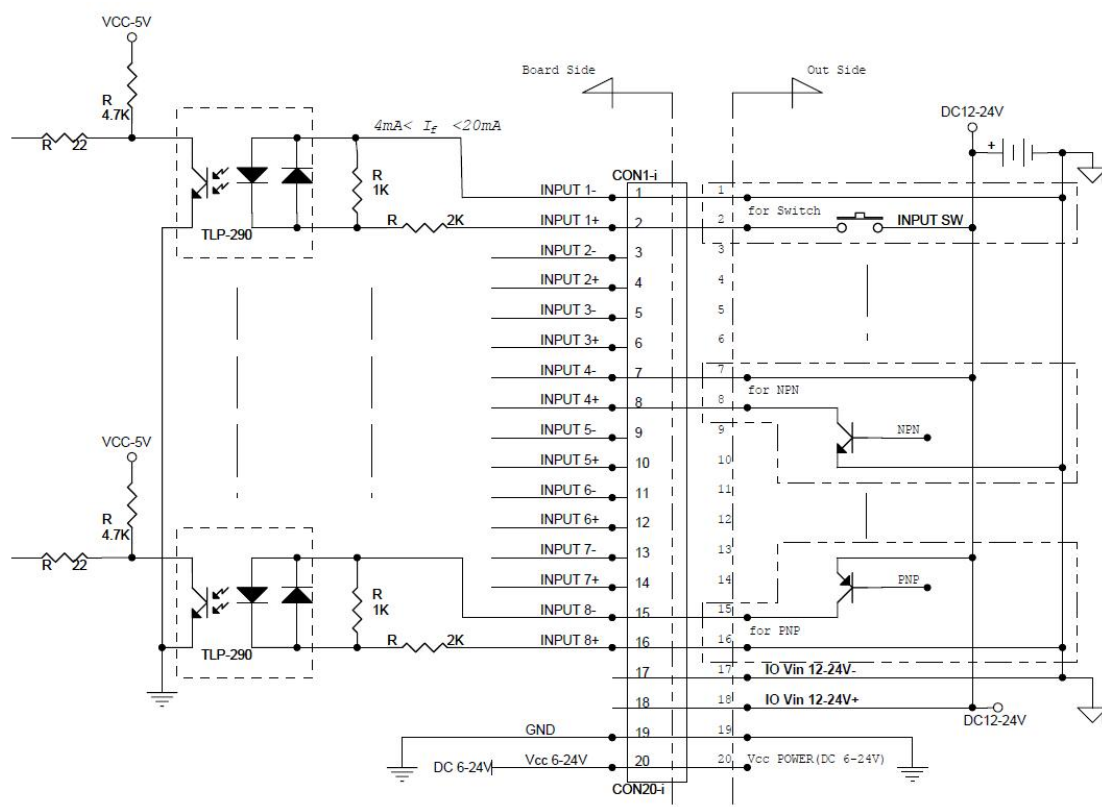 VCC-5V
Board Side
Out Side
R
4.7K
4mA< If <20mA
DC12-24V
+
R 22
R
1K
CON1-i
INPUT 1- 1 1
for Switch
R 2K INPUT 1+ 2 2 INPUT SW
TLP-290
INPUT 2- 3 3
INPUT 2+ 4 4
INPUT 3- 5 5
INPUT 3+ 6 6
INPUT 4- 7 7
for NPN
INPUT 4+ 8 8
INPUT 5- 9 9 NPN
VCC-5V
INPUT 5+ 10 10
INPUT 6- 11 11
R
4.7K
INPUT 6+ 12 12
INPUT 7- 13 13
R 22
INPUT 7+ 14 14 PNP
R
1K
INPUT 8- 15 15
for PNP
R 2K INPUT 8+ 16 16
TLP-290
17 17 IO Vin 12-24V-
18 18 IO Vin 12-24V+
DC12-24V
GND 19 19
DC 6-24V Vcc 6-24V 20 20 Vcc POWER(DC 6-24V)
CON20-i